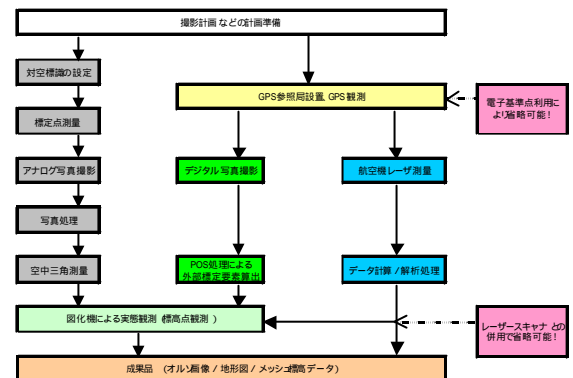 撮影計画などの計画準備
対空標識の設定
GPS参照局設置、GPS観測
電子基準点利用に
より省略可能!
標定点測量
アナログ写真撮影
デジタル写真撮影
航空機レーザ測量
写真処理
空中三角測量
POS処理による
外部標定要素算出
データ計算/解析処理
図化機による実態観測(標高点観測)
レーザースキャナとの
併用で省略可能!
成果品 (オルソ画像/地形図/メッシュ標高データ)